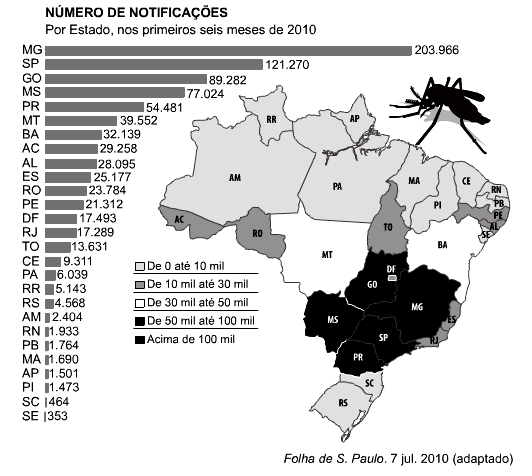 NÚMERO DE NOTIFICAÇÕES
Por Estado, nos primeiros seis meses de 2010
MG 203.966
SP 121.270
GO 89.282
MS 77.024
PR 54.481
MT 39.552
BA 32.139
AC 29.258
AL 28.095
ES 25.177
RO 23.784
PE 21.312
DF 17.493
RJ 17.289
TO 13.631
CE 9.311
PA 6.039
RR 5.143
RS 4.568
AM 2.404
RN 1.933
PB 1.764
MA 1.690
AP 1.501
PI 1.473
SC 464
SE 353
RR
AP
AM
PA
MA
CE
RN
PB
PE
AL
SE
PI
AC
RO
TO
BA
MT
DF
GO
MG
ES
MS
SP
RJ
PR
SC
RS
De 0 até 10 mil
De 10 mil até 30 mil
De 30 mil até 50 mil
De 50 mil até 100 mil
Acima de 100 mil
Folha de S. Paulo. 7 jul. 2010 (adaptado)